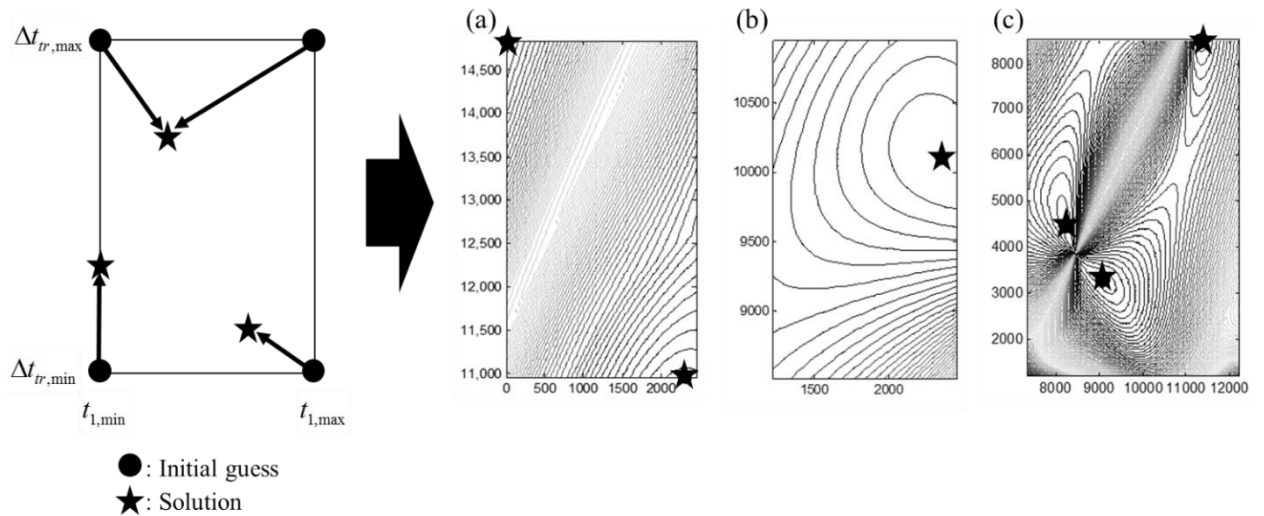 Δt_tr,max
Δt_tr,min
t_1,min t_1,max
●: Initial guess
★: Solution
(a)
14,500
14,000
13,500
13,000
12,500
12,000
11,500
11,000
0 500 1000 1500 2000
(b)
10500
10000
9500
9000
1500 2000
(c)
8000
7000
6000
5000
4000
3000
2000
8000 9000 10000 11000 12000